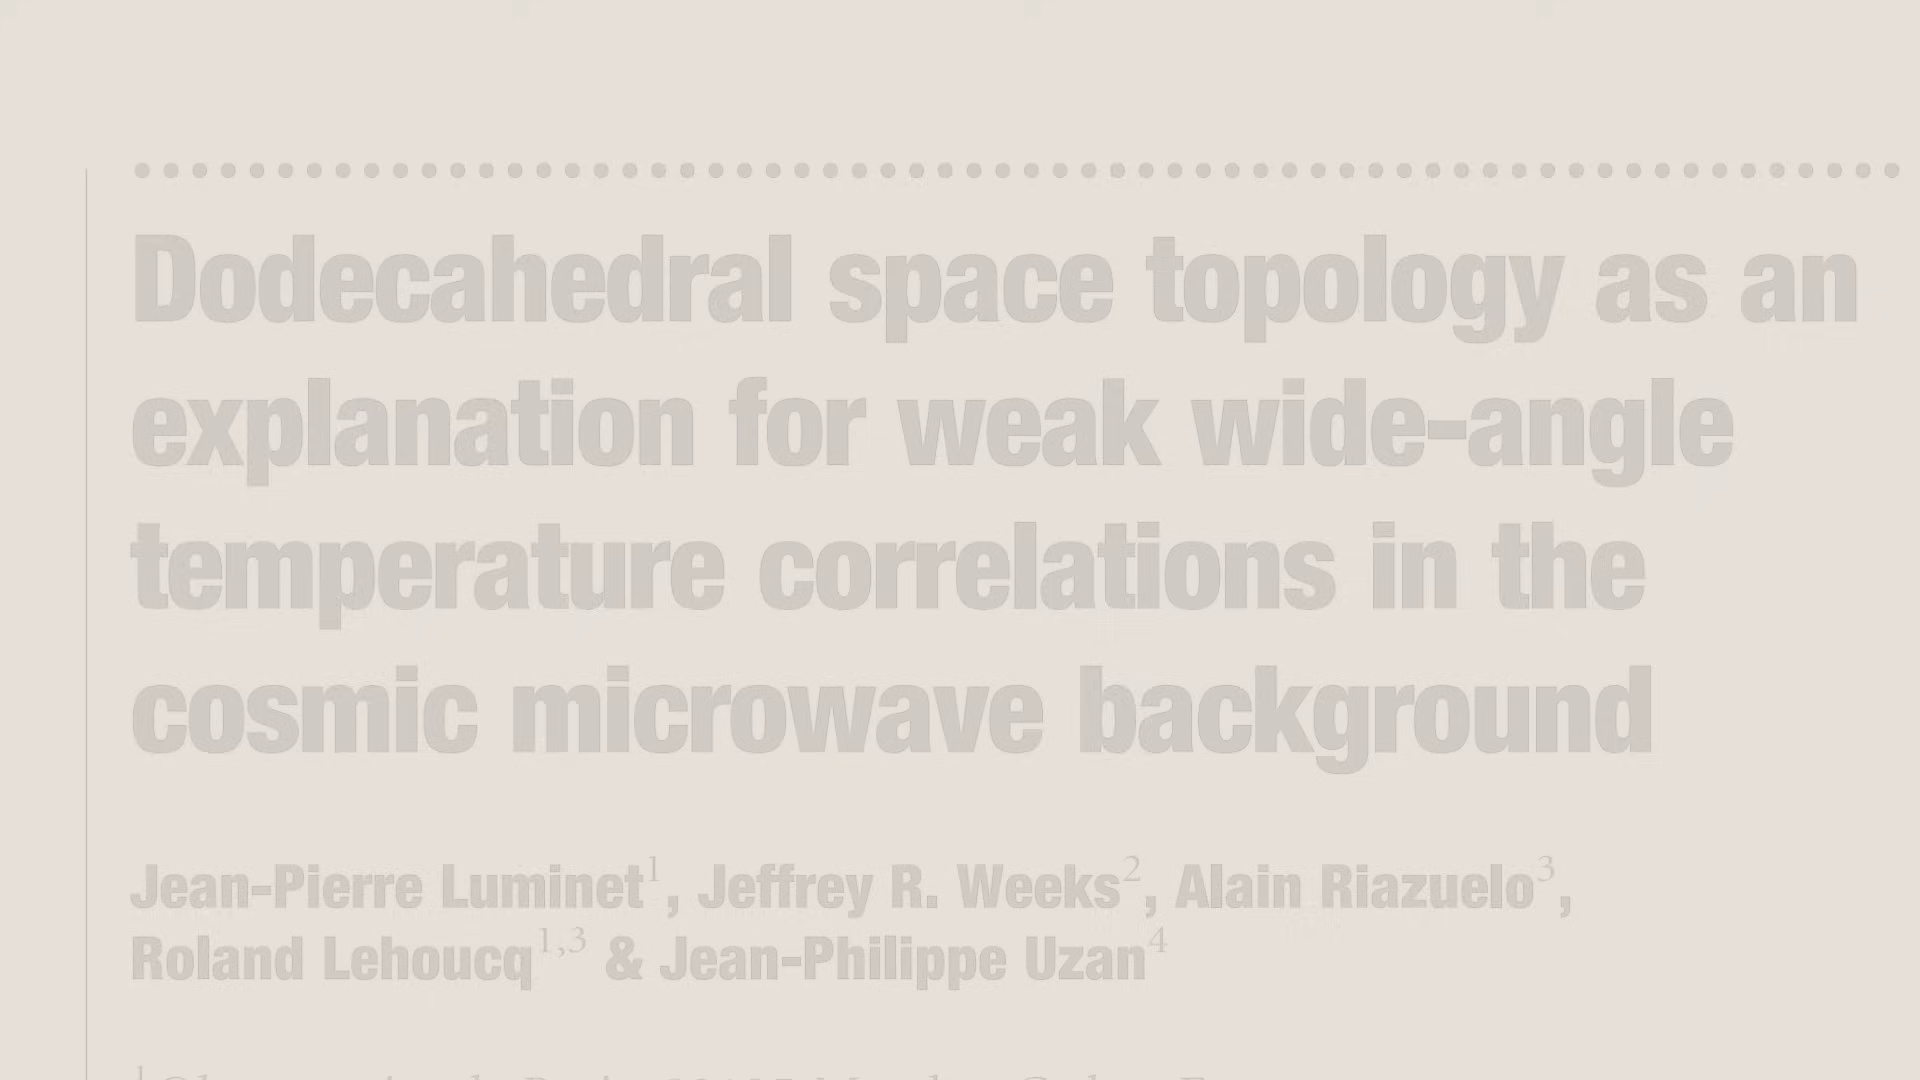 Dodecahedral space topology as an
explanation for weak wide-angle
temperature correlations in the
cosmic microwave background
Jean-Pierre Luminet1, Jeffrey R. Weeks2, Alain Riazuelo3,
Roland Lehoucq1,3 & Jean-Philippe Uzan4